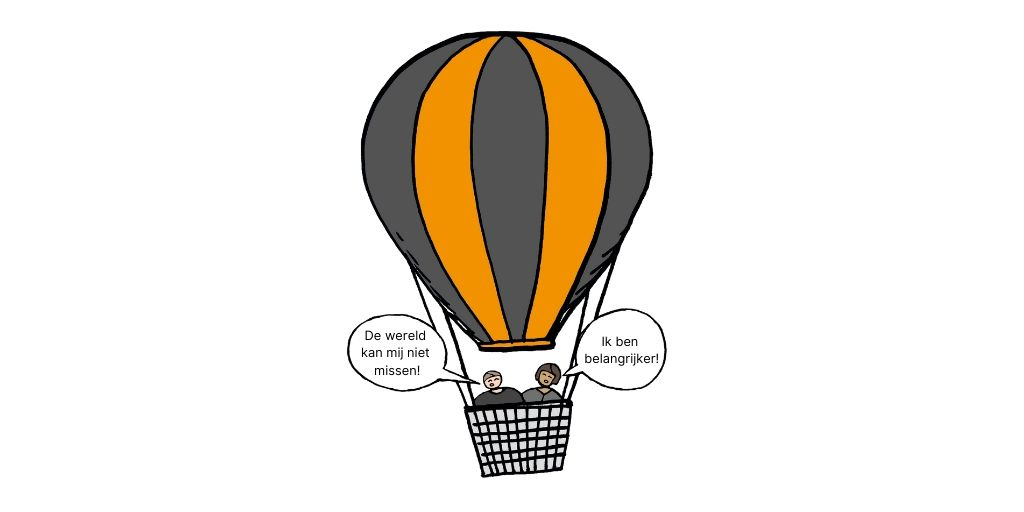 De wereld
kan mij niet
missen!
Ik ben
belangrijker!